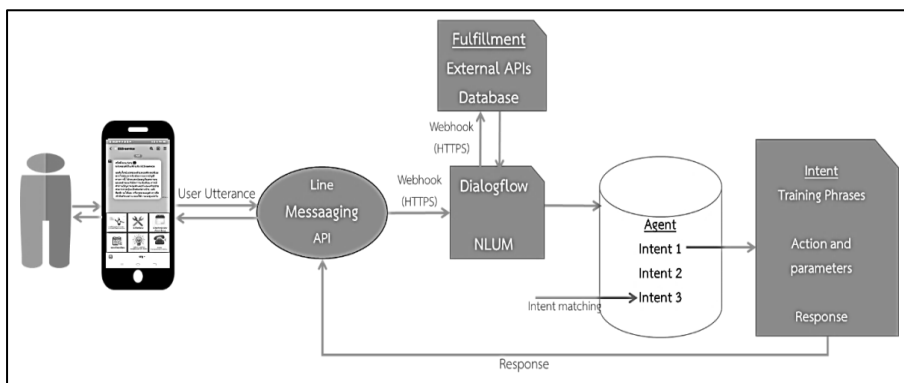 Fulfillment
External APIs
Database
Webhook
(HTTPS)
User Utterance
Line
Messaaging
API
Webhook
(HTTPS)
Dialogflow
NLUM
Agent
Intent 1
Intent 2
Intent 3
Intent matching
Intent
Training Phrases
Action and
parameters
Response
Response